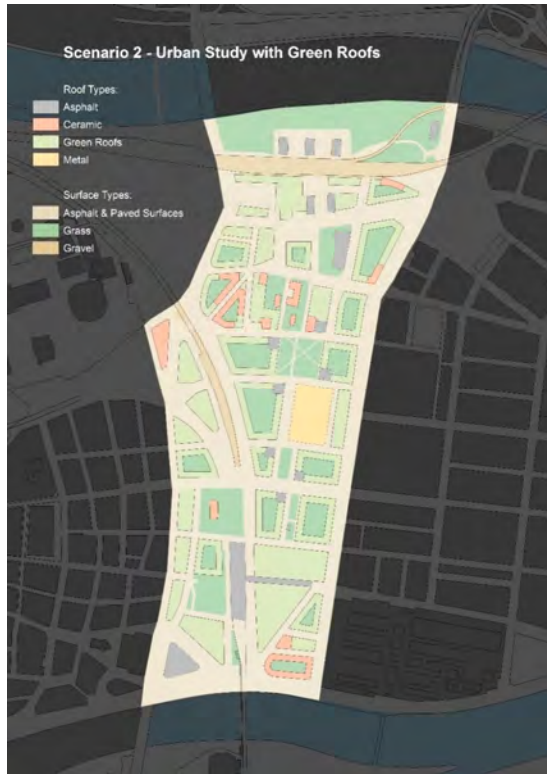 Scenario 2 - Urban Study with Green Roofs
Roof Types:
Asphalt
Ceramic
Green Roofs
Metal
Surface Types:
Asphalt & Paved Surfaces
Grass
Gravel